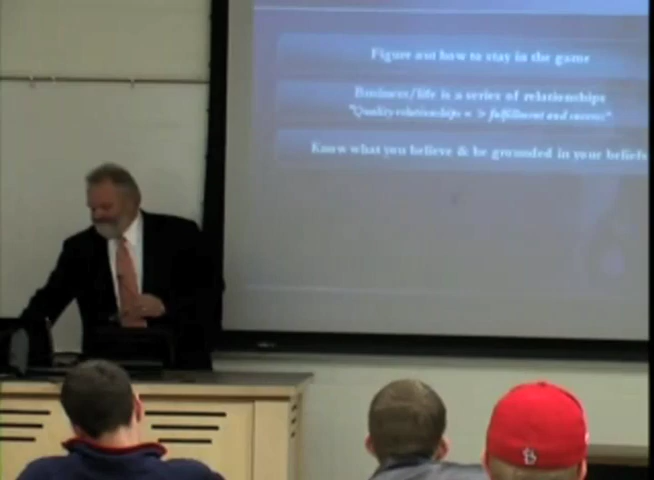 Figure out how to stay in the game
Business/life is a series of relationships
"Quality relationships = > fulfillment and success"
Know what you believe & be grounded in your beliefs